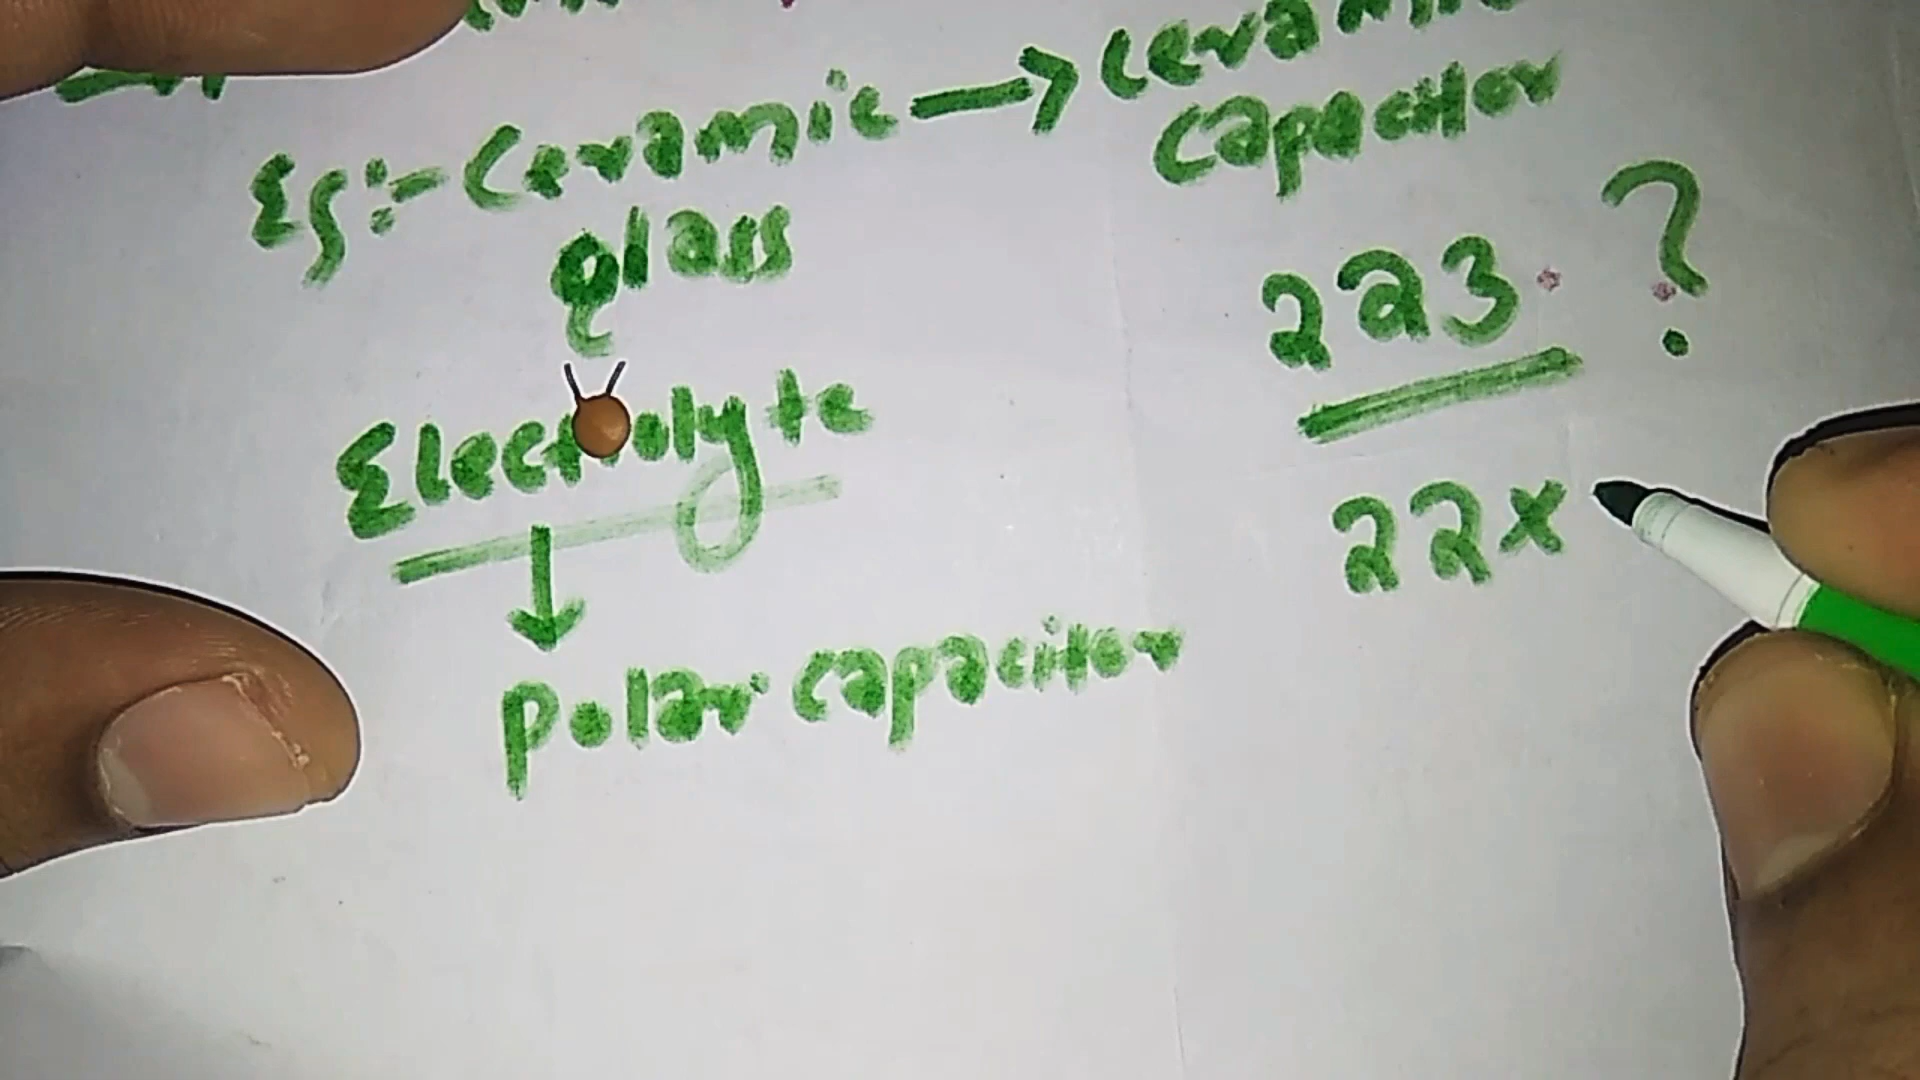 Eg:- Ceramic → ceramic
capacitor
glass
223 ?
Electrolyte
22x
↓
Polar capacitor